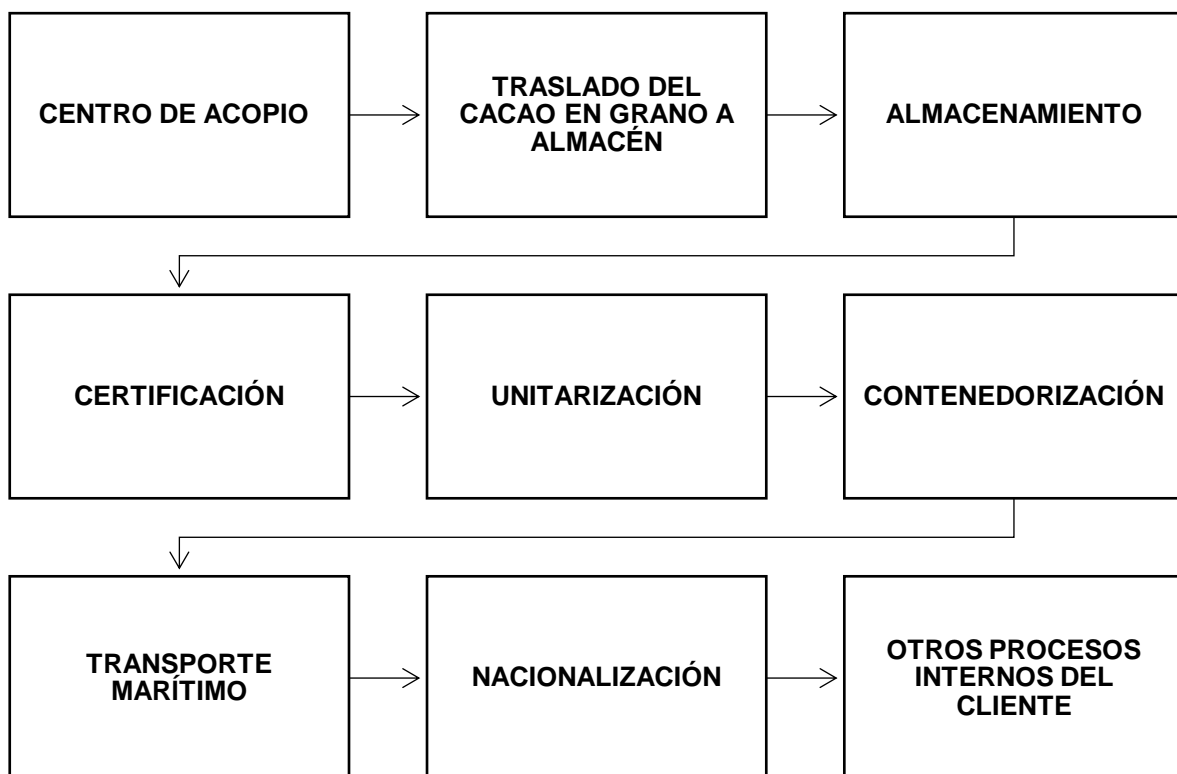 CENTRO DE ACOPIO
TRASLADO DEL
CACAO EN GRANO A
ALMACÉN
ALMACENAMIENTO
CERTIFICACIÓN
UNITARIZACIÓN
CONTENEDORIZACIÓN
TRANSPORTE
MARÍTIMO
NACIONALIZACIÓN
OTROS PROCESOS
INTERNOS DEL
CLIENTE